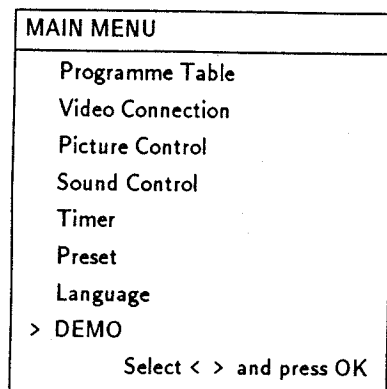 MAIN MENU
Programme Table
Video Connection
Picture Control
Sound Control
Timer
Preset
Language
> DEMO
Select < > and press OK